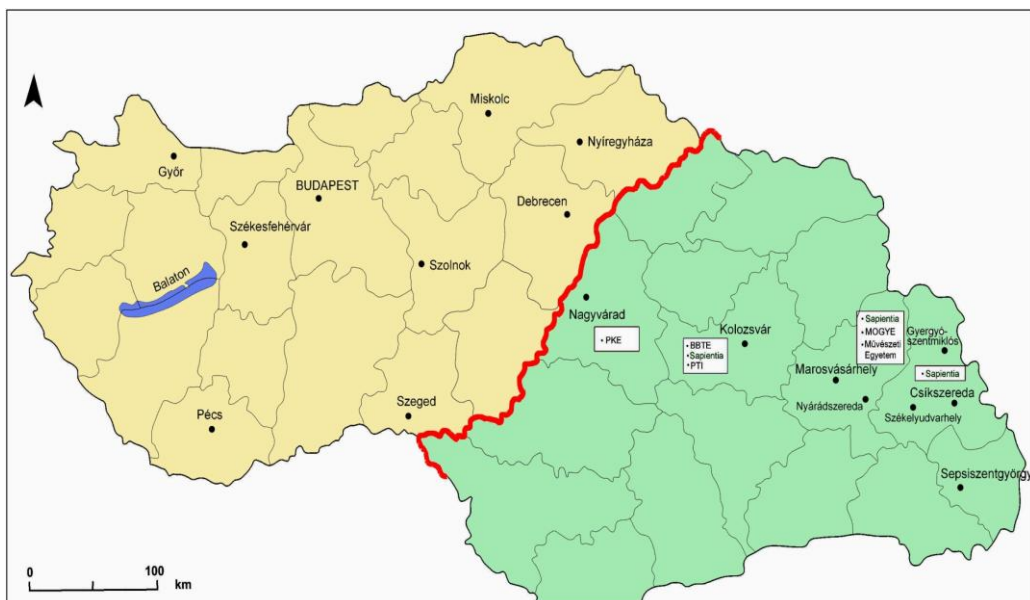 Miskolc
Nyíregyháza
Győr
BUDAPEST
Debrecen
Székesfehérvár
Szolnok
Balaton
Nagyvárad
• PKE
Kolozsvár
• BBTE
• Sapientia
• PTI
• Sapientia
• MOGYE
• Művészeti
Egyetem
Gyergyó-
szentmiklós
• Sapientia
Marosvásárhely
Csíkszereda
Nyárádszereda
Székelyudvarhely
Szeged
Pécs
Sepsiszentgyörgy
0
100
km